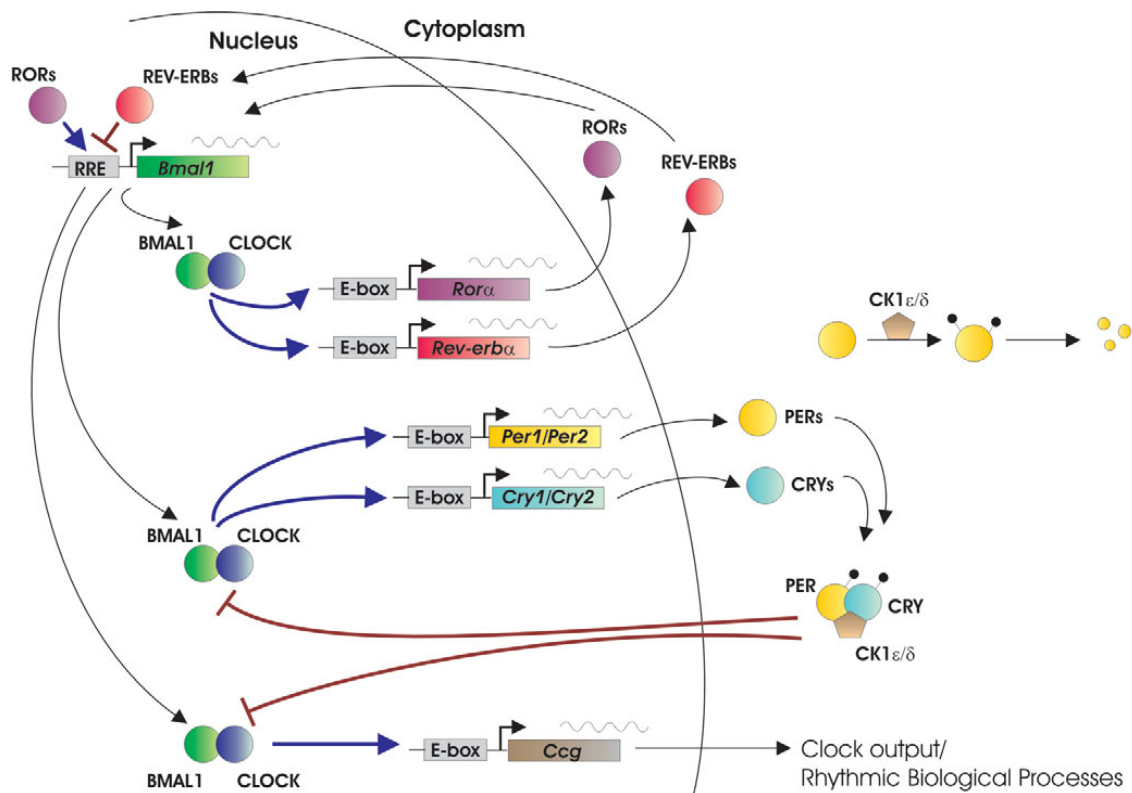 Nucleus
Cytoplasm
RORs
REV-ERBs
RRE
Bmal1
RORs
REV-ERBs
BMAL1
CLOCK
E-box
Rorα
E-box
Rev-erbα
CK1ε/δ
E-box
Per1/Per2
PERs
E-box
Cry1/Cry2
CRYs
BMAL1
CLOCK
PER
CRY
CK1ε/δ
E-box
Ccg
BMAL1
CLOCK
Clock output/
Rhythmic Biological Processes